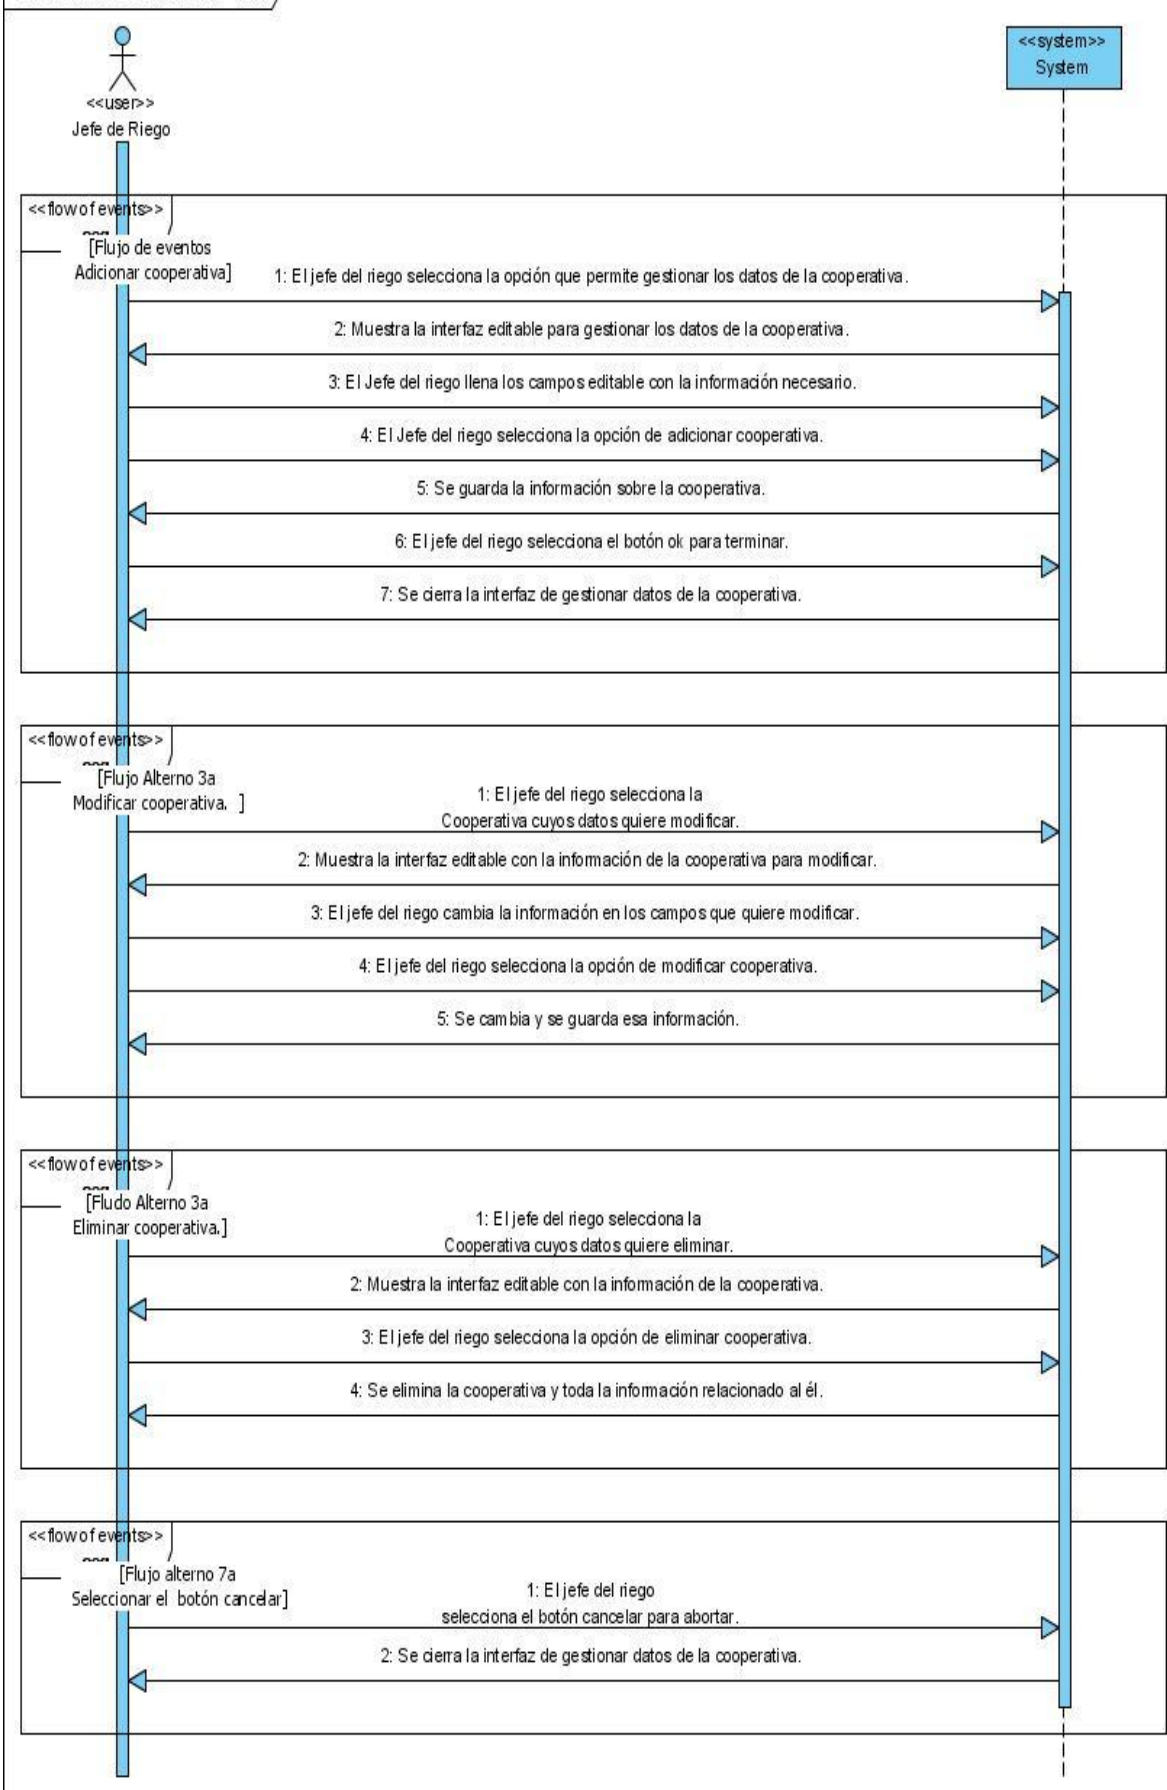 <<user>>
Jefe de Riego
<<system>>
System
<<flow of events>>
[Flujo de eventos
Adicionar cooperativa]
1: El jefe del riego selecciona la opción que permite gestionar los datos de la cooperativa.
2: Muestra la interfaz editable para gestionar los datos de la cooperativa.
3: El Jefe del riego llena los campos editable con la información necesario.
4: El Jefe del riego selecciona la opción de adicionar cooperativa.
5: Se guarda la información sobre la cooperativa.
6: El jefe del riego selecciona el botón ok para terminar.
7: Se cierra la interfaz de gestionar datos de la cooperativa.
<<flow of events>>
[Flujo Alterno 3a
Modificar cooperativa. ]
1: El jefe del riego selecciona la
Cooperativa cuyos datos quiere modificar.
2: Muestra la interfaz editable con la información de la cooperativa para modificar.
3: El jefe del riego cambia la información en los campos que quiere modificar.
4: El jefe del riego selecciona la opción de modificar cooperativa.
5: Se cambia y se guarda esa información.
<<flow of events>>
[Fludo Alterno 3a
Eliminar cooperativa.]
1: El jefe del riego selecciona la
Cooperativa cuyos datos quiere eliminar.
2: Muestra la interfaz editable con la información de la cooperativa.
3: El jefe del riego selecciona la opción de eliminar cooperativa.
4: Se elimina la cooperativa y toda la información relacionado al él.
<<flow of events>>
[Flujo alterno 7a
Seleccionar el botón cancelar]
1: El jefe del riego
selecciona el botón cancelar para abortar.
2: Se cierra la interfaz de gestionar datos de la cooperativa.